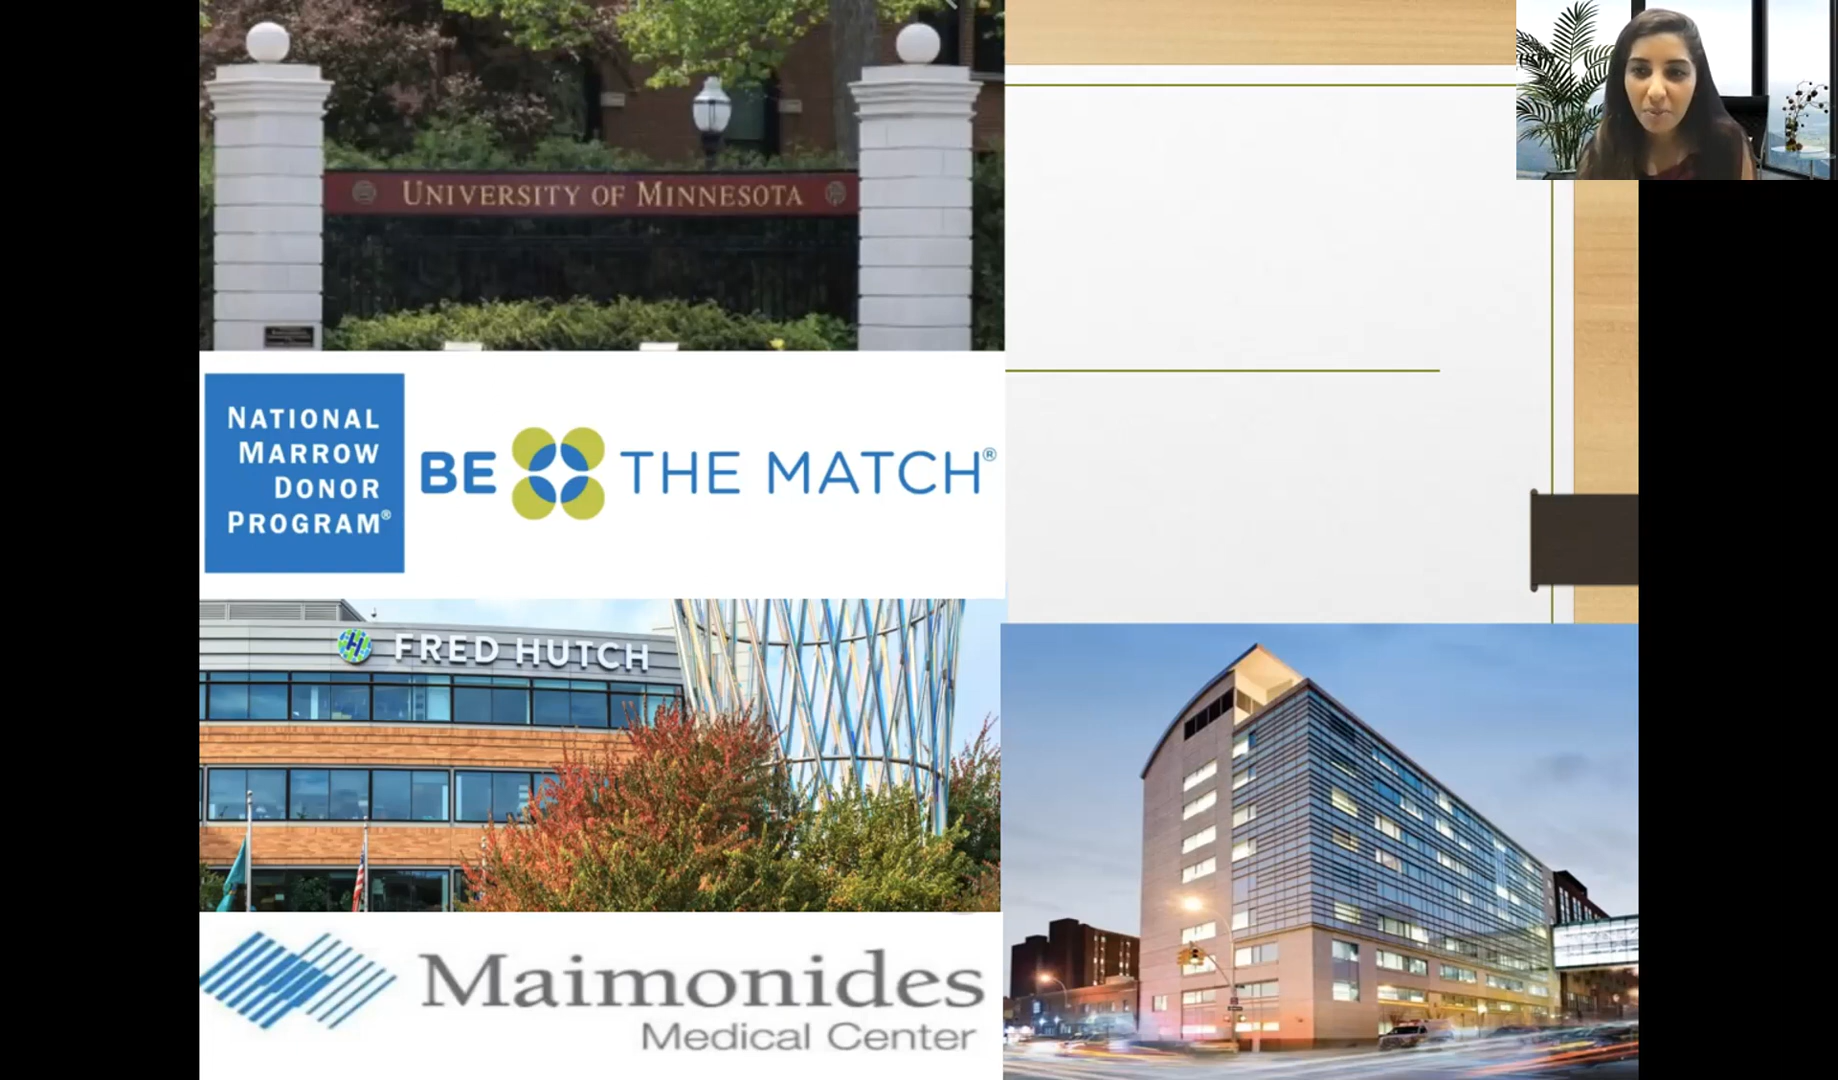 UNIVERSITY OF MINNESOTA
NATIONAL
MARROW
DONOR
PROGRAM®
BE THE MATCH®
FRED HUTCH
Maimonides
Medical Center